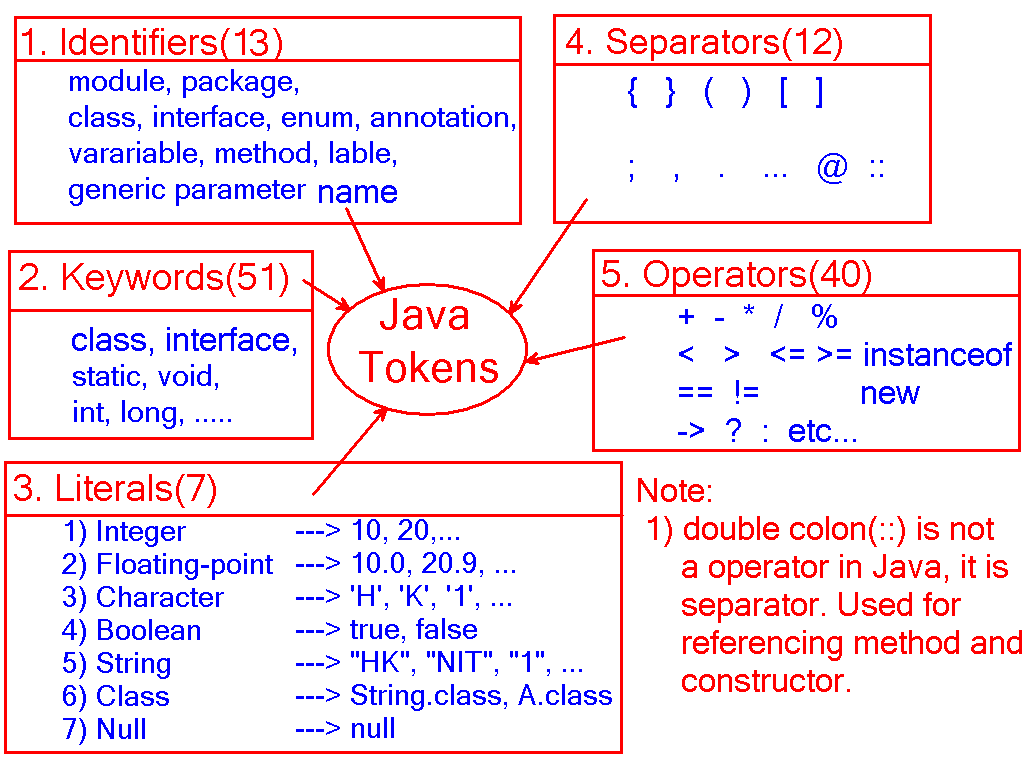 1. Identifiers(13)
module, package,
class, interface, enum, annotation,
varariable, method, lable,
generic parameter name
2. Keywords(51)
class, interface,
static, void,
int, long, .....
3. Literals(7)
1) Integer ---> 10, 20,...
2) Floating-point ---> 10.0, 20.9, ...
3) Character ---> 'H', 'K', '1', ...
4) Boolean ---> true, false
5) String ---> "HK", "NIT", "1", ...
6) Class ---> String.class, A.class
7) Null ---> null
Java
Tokens
4. Separators(12)
{ } ( ) [ ]
; , . ... @ ::
5. Operators(40)
+ - * / %
< > <= >= instanceof
== != new
-> ? : etc...
Note:
1) double colon(::) is not
a operator in Java, it is
separator. Used for
referencing method and
constructor.